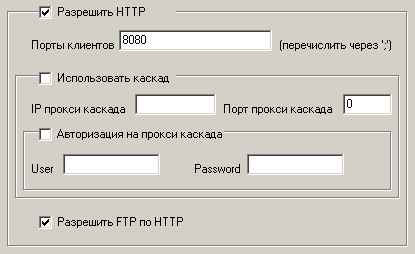 Разрешить HTTP
Порты клиентов 8080 (перечислить через ';')
Использовать каскад
IP прокси каскада Порт прокси каскада 0
Авторизация на прокси каскада
User Password
Разрешить FTP по HTTP